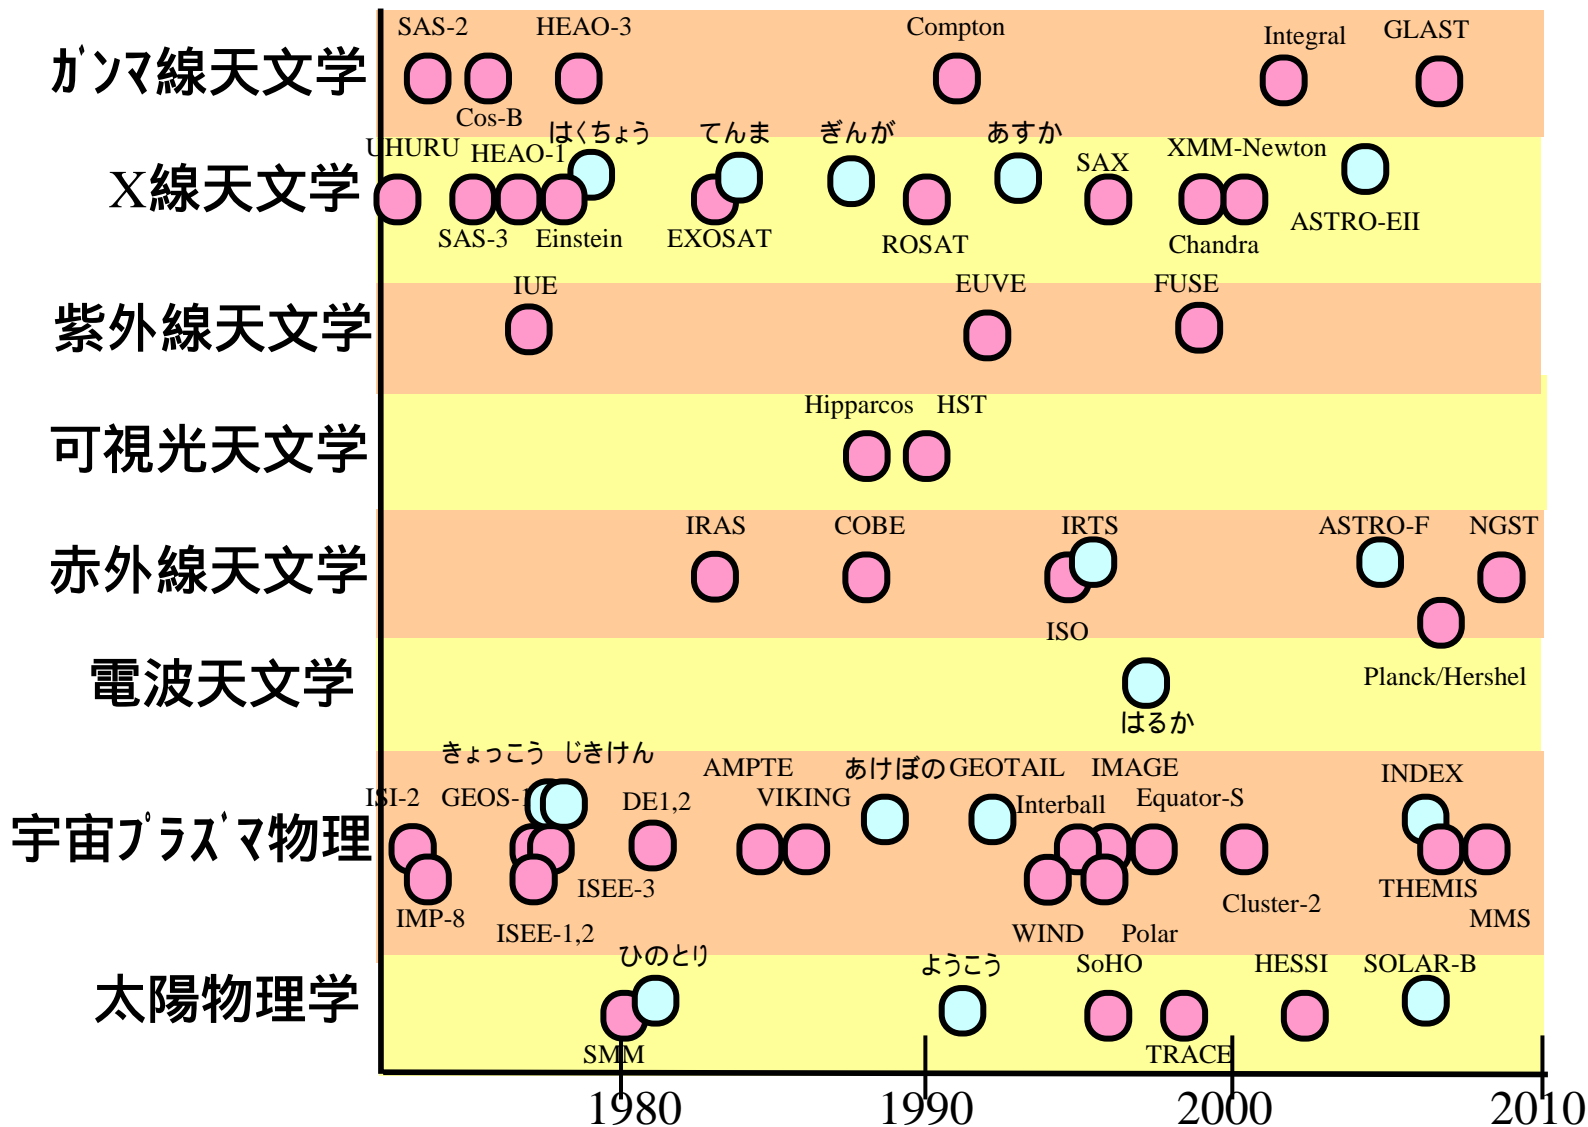 SAS-2 HEAO-3 Compton Integral GLAST
ガンマ線天文学
Cos-B
はくちょう てんま ぎんが あすか
UHURU HEAO-1 SAX XMM-Newton
X線天文学
SAS-3 Einstein EXOSAT ROSAT Chandra ASTRO-EII
IUE EUVE FUSE
紫外線天文学
Hipparcos HST
可視光天文学
IRAS COBE IRTS ASTRO-F NGST
赤外線天文学
ISO
Planck/Hershel
電波天文学
はるか
きょっこう じきけん AMPTE あけぼの GEOTAIL IMAGE INDEX
ISI-2 GEOS-1 DE1,2 VIKING Interball Equator-S
宇宙プラズマ物理
ISEE-3 Cluster-2 THEMIS
IMP-8 ISEE-1,2 WIND Polar MMS
ひのとり ようこう SoHO HESSI SOLAR-B
太陽物理学
SMM TRACE
1980 1990 2000 2010